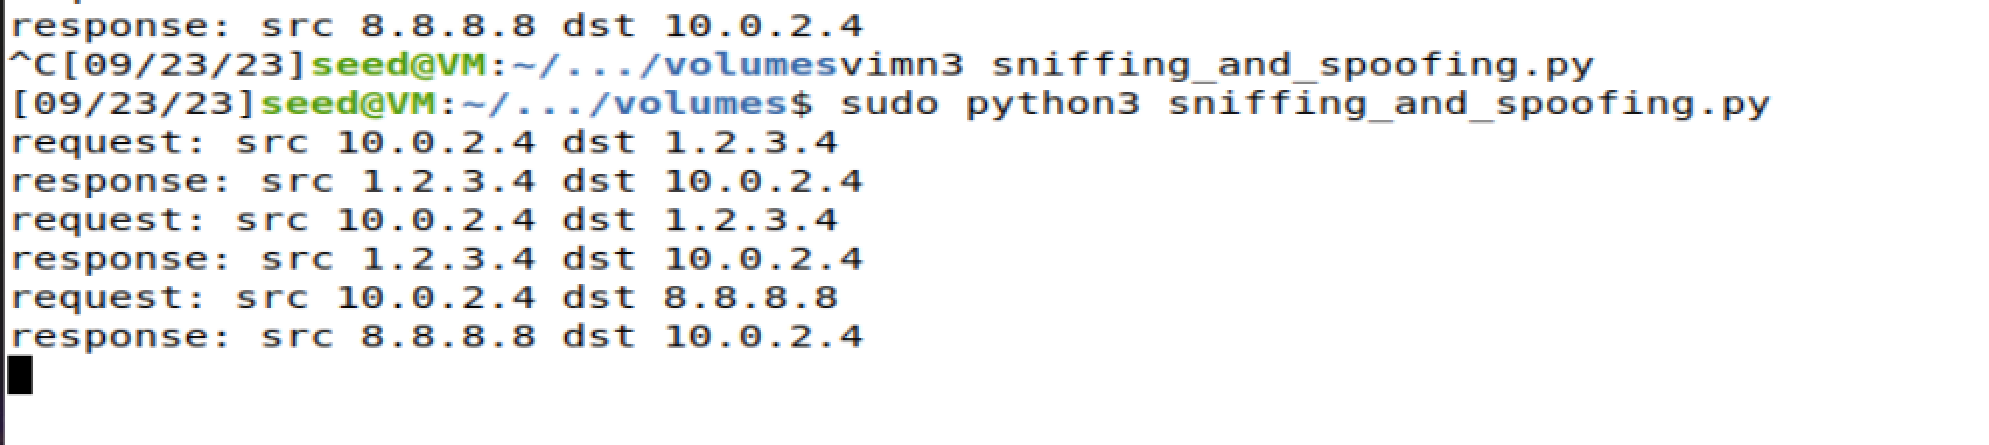 response: src 8.8.8.8 dst 10.0.2.4
^C[09/23/23]seed@VM:~/.../volumesvimn3 sniffing_and_spoofing.py
[09/23/23]seed@VM:~/.../volumes$ sudo python3 sniffing_and_spoofing.py
request: src 10.0.2.4 dst 1.2.3.4
response: src 1.2.3.4 dst 10.0.2.4
request: src 10.0.2.4 dst 1.2.3.4
response: src 1.2.3.4 dst 10.0.2.4
request: src 10.0.2.4 dst 8.8.8.8
response: src 8.8.8.8 dst 10.0.2.4